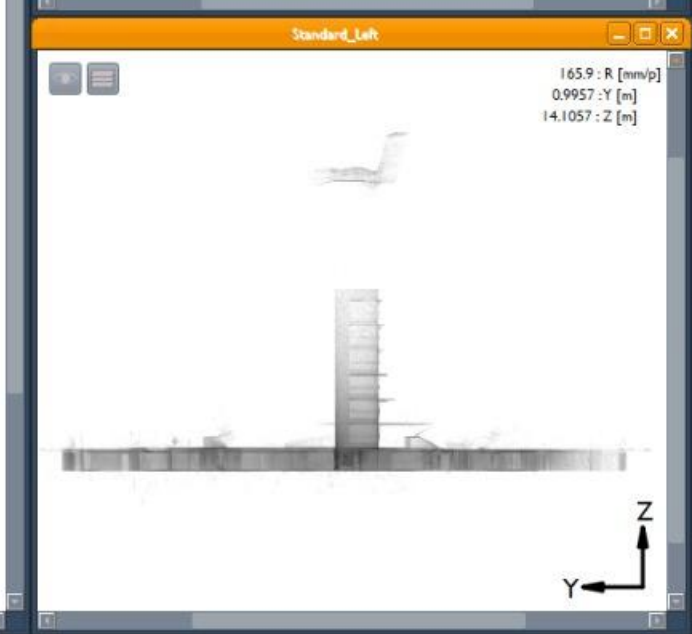 Standard_Left
165.9 : R [mm/p]
0.9957 :Y [m]
14.1057 : Z [m]
Z
Y